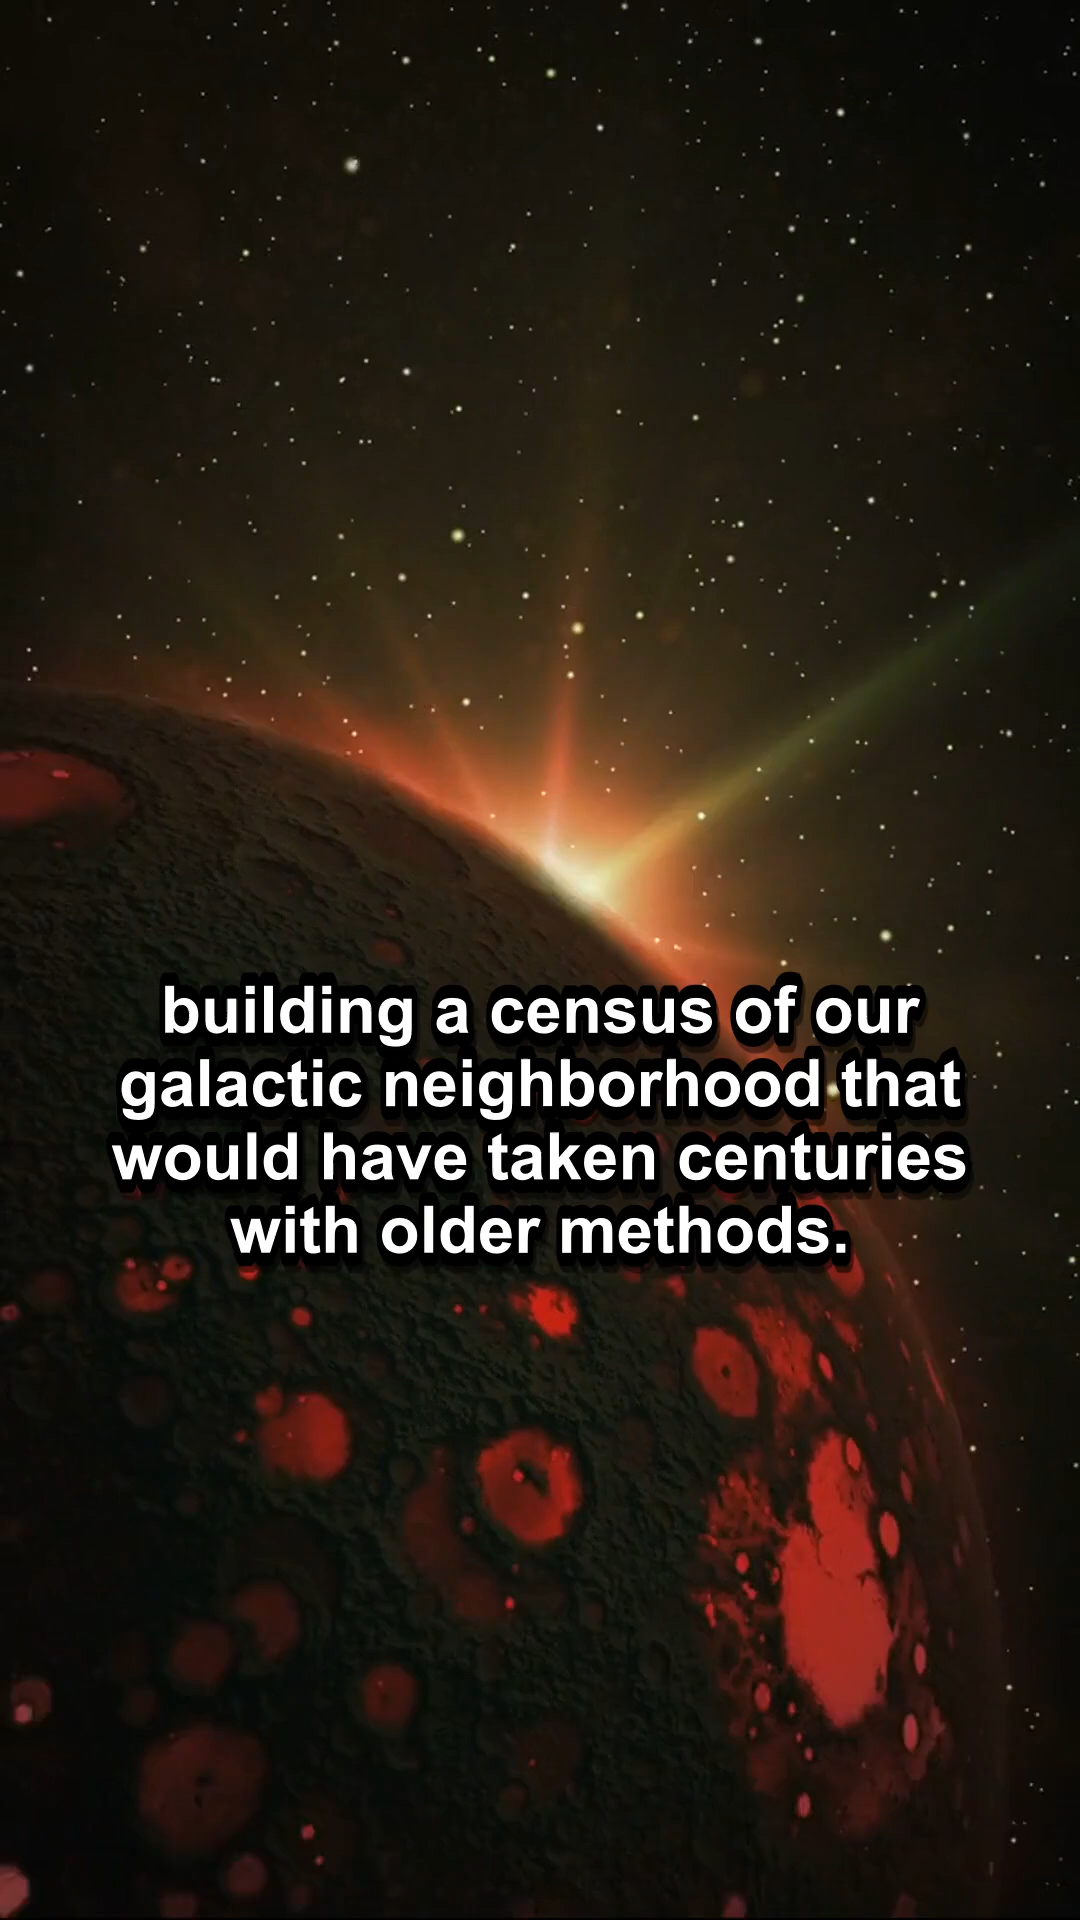 building a census of our
galactic neighborhood that
would have taken centuries
with older methods.